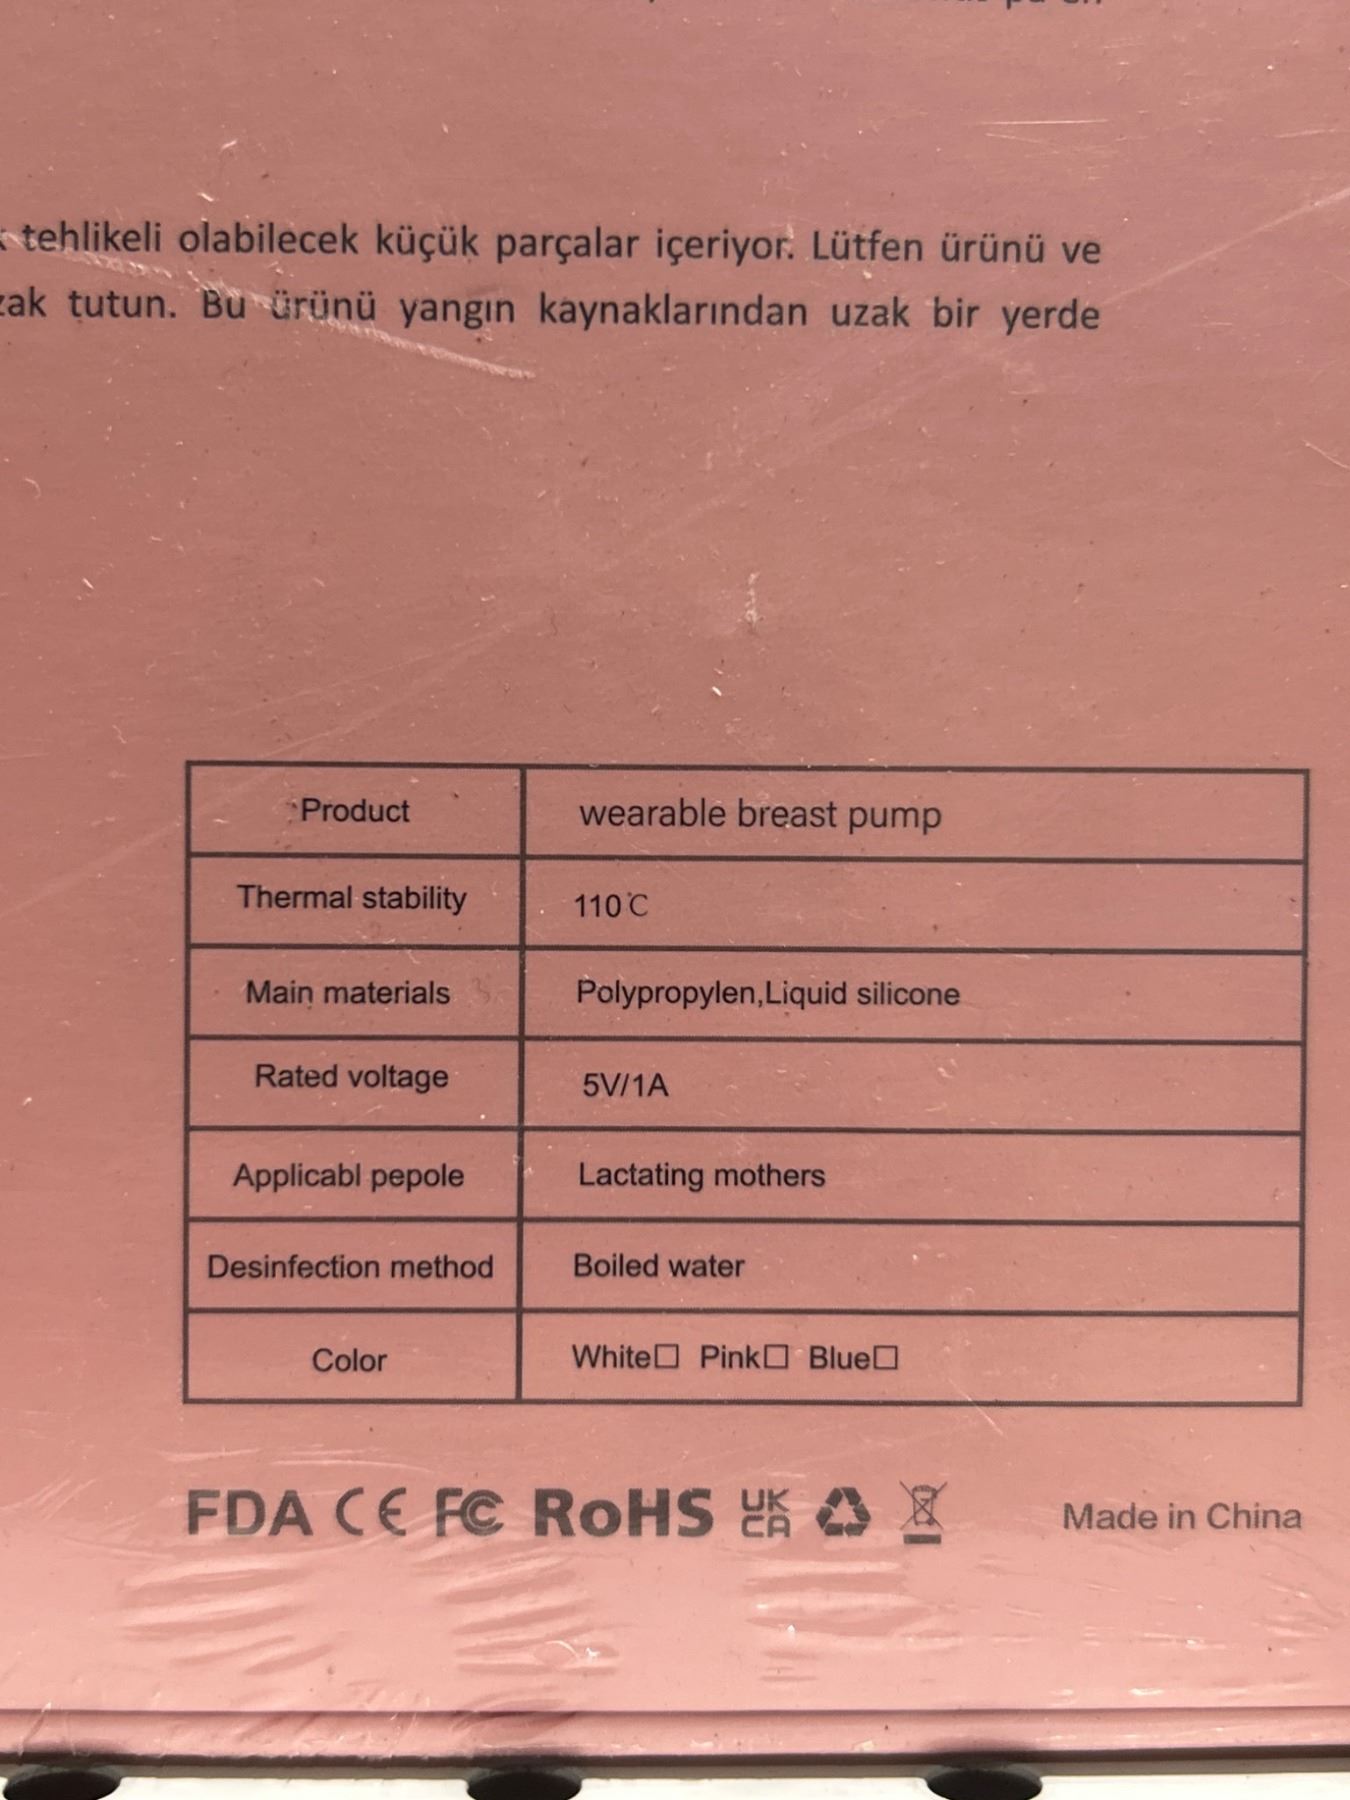 tehlikeli olabilecek küçük parçalar içeriyor. Lütfen ürünü ve
tutun. Bu ürünü yangın kaynaklarından uzak bir yerde
Product wearable breast pump
Thermal stability 110℃
Main materials Polypropylen,Liquid silicone
Rated voltage 5V/1A
Applicabl pepole Lactating mothers
Desinfection method Boiled water
Color White□ Pink□ Blue□
FDA CE FC RoHS UK CA Made in China